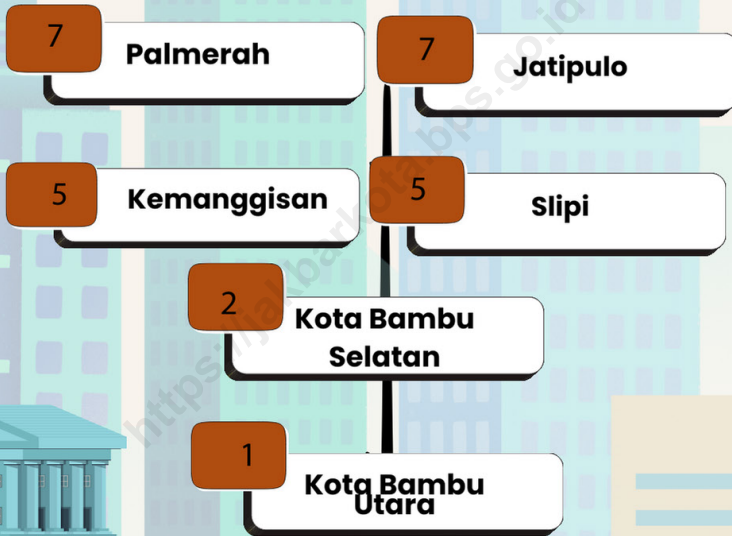 7
Palmerah
7
Jatipulo
5
Kemanggisan
5
Slipi
2
Kota Bambu
Selatan
1
Kota Bambu
Utara
https://jakbarkota.bps.go.id